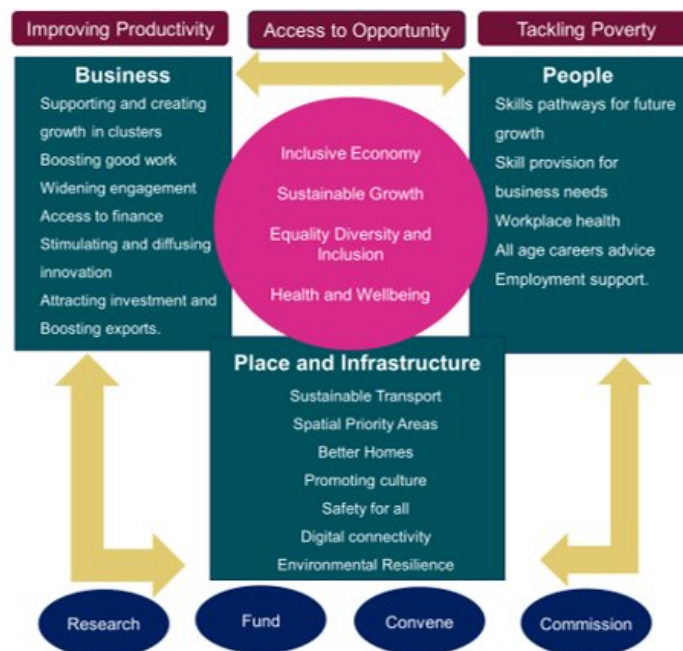 Improving Productivity
Access to Opportunity
Tackling Poverty
Business
Supporting and creating
growth in clusters
Boosting good work
Widening engagement
Access to finance
Stimulating and diffusing
innovation
Attracting investment and
Boosting exports.
Inclusive Economy
Sustainable Growth
Equality Diversity and
Inclusion
Health and Wellbeing
People
Skills pathways for future
growth
Skill provision for
business needs
Workplace health
All age careers advice
Employment support.
Place and Infrastructure
Sustainable Transport
Spatial Priority Areas
Better Homes
Promoting culture
Safety for all
Digital connectivity
Environmental Resilience
Research
Fund
Convene
Commission